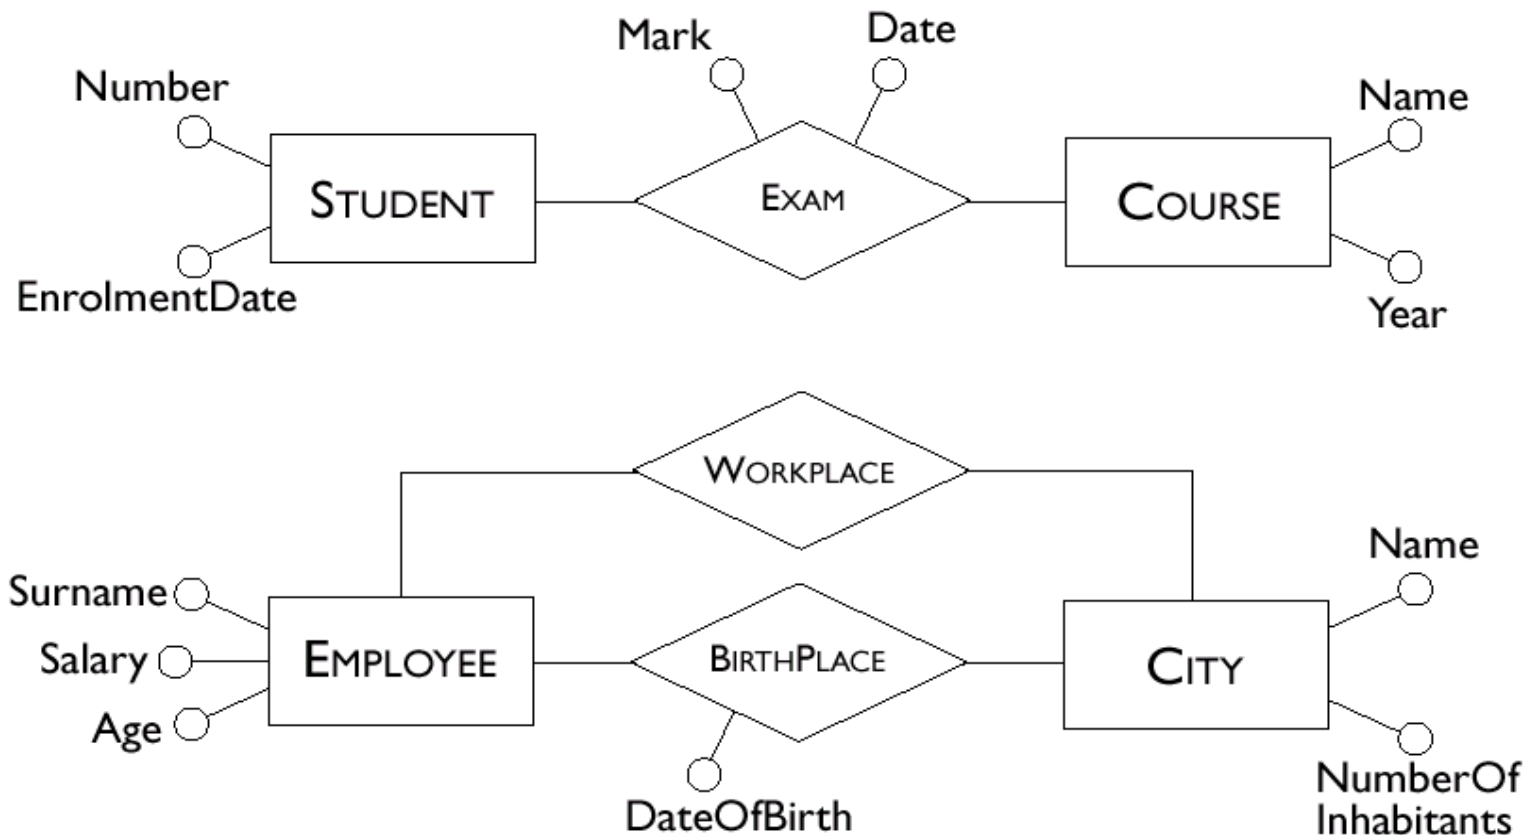 Mark
Date
Number
Name
STUDENT
EXAM
COURSE
EnrolmentDate
Year
WORKPLACE
Name
Surname
Salary
EMPLOYEE
BIRTHPLACE
CITY
Age
DateOfBirth
NumberOf
Inhabitants